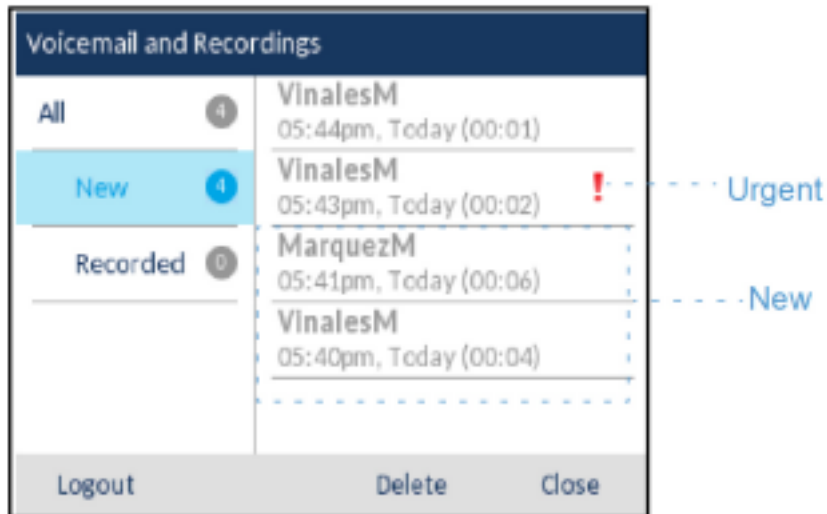 Voicemail and Recordings
All 4
New 4
Recorded 0
VinalesM
05:44pm, Today (00:01)
VinalesM
05:43pm, Today (00:02) !
MarquezM
05:41pm, Today (00:06)
VinalesM
05:40pm, Today (00:04)
Urgent
New
Logout Delete Close